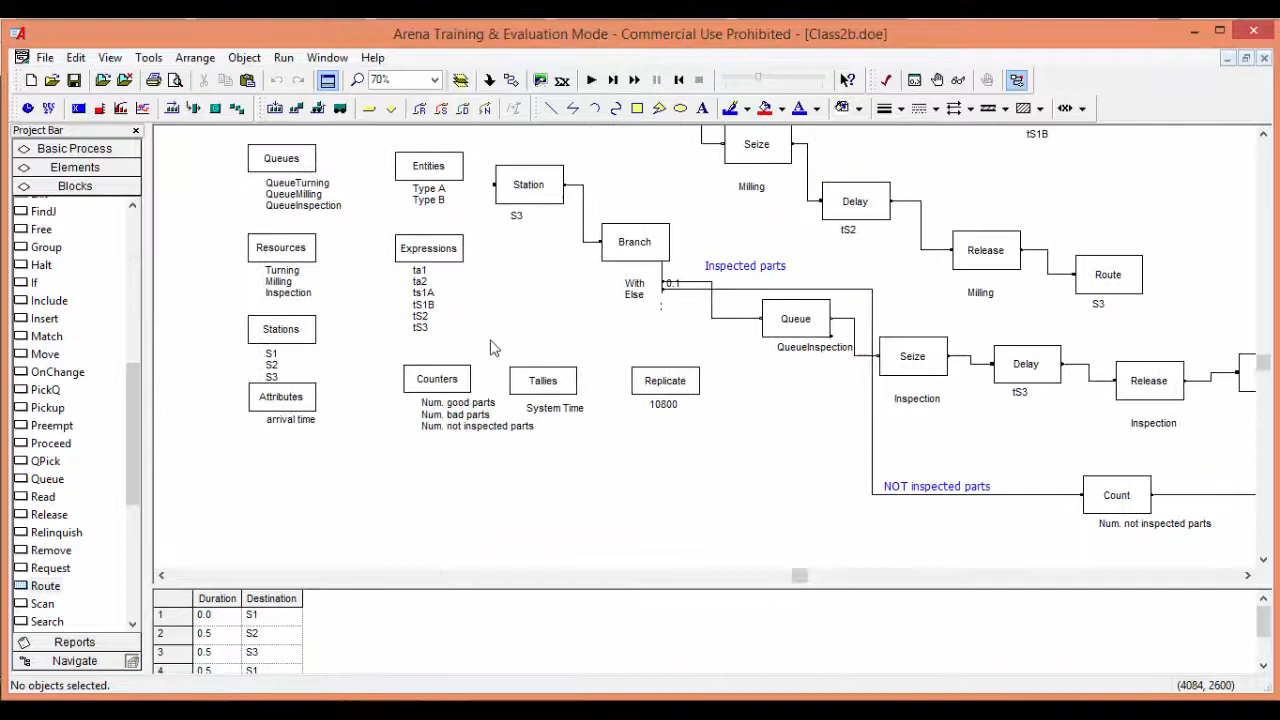 Arena Training & Evaluation Mode - Commercial Use Prohibited - [Class2b.doe]
File Edit View Tools Arrange Object Run Window Help
70%
Project Bar
Basic Process
Elements
Blocks
FindJ
Free
Group
Halt
If
Include
Insert
Match
Move
OnChange
PickQ
Pickup
Preempt
Proceed
QPick
Queue
Read
Release
Relinquish
Remove
Request
Route
Scan
Search
Reports
Navigate
Queues
QueueTurning
QueueMilling
QueueInspection
Resources
Turning
Milling
Inspection
Stations
S1
S2
S3
Attributes
arrival time
Entities
Type A
Type B
Expressions
ta1
ta2
ts1A
tS1B
tS2
tS3
Counters
Num. good parts
Num. bad parts
Num. not inspected parts
Tallies
System Time
Replicate
10800
Station
S3
Branch
With 0.1
Else
:
Inspected parts
Seize
Milling
Delay
tS2
tS1B
Release
Milling
Route
S3
Queue
QueueInspection
Seize
Inspection
Delay
tS3
Release
Inspection
NOT inspected parts
Count
Num. not inspected parts
Duration Destination
1 0.0 S1
2 0.5 S2
3 0.5 S3
4 0.5 S1
No objects selected.
(4084, 2600)